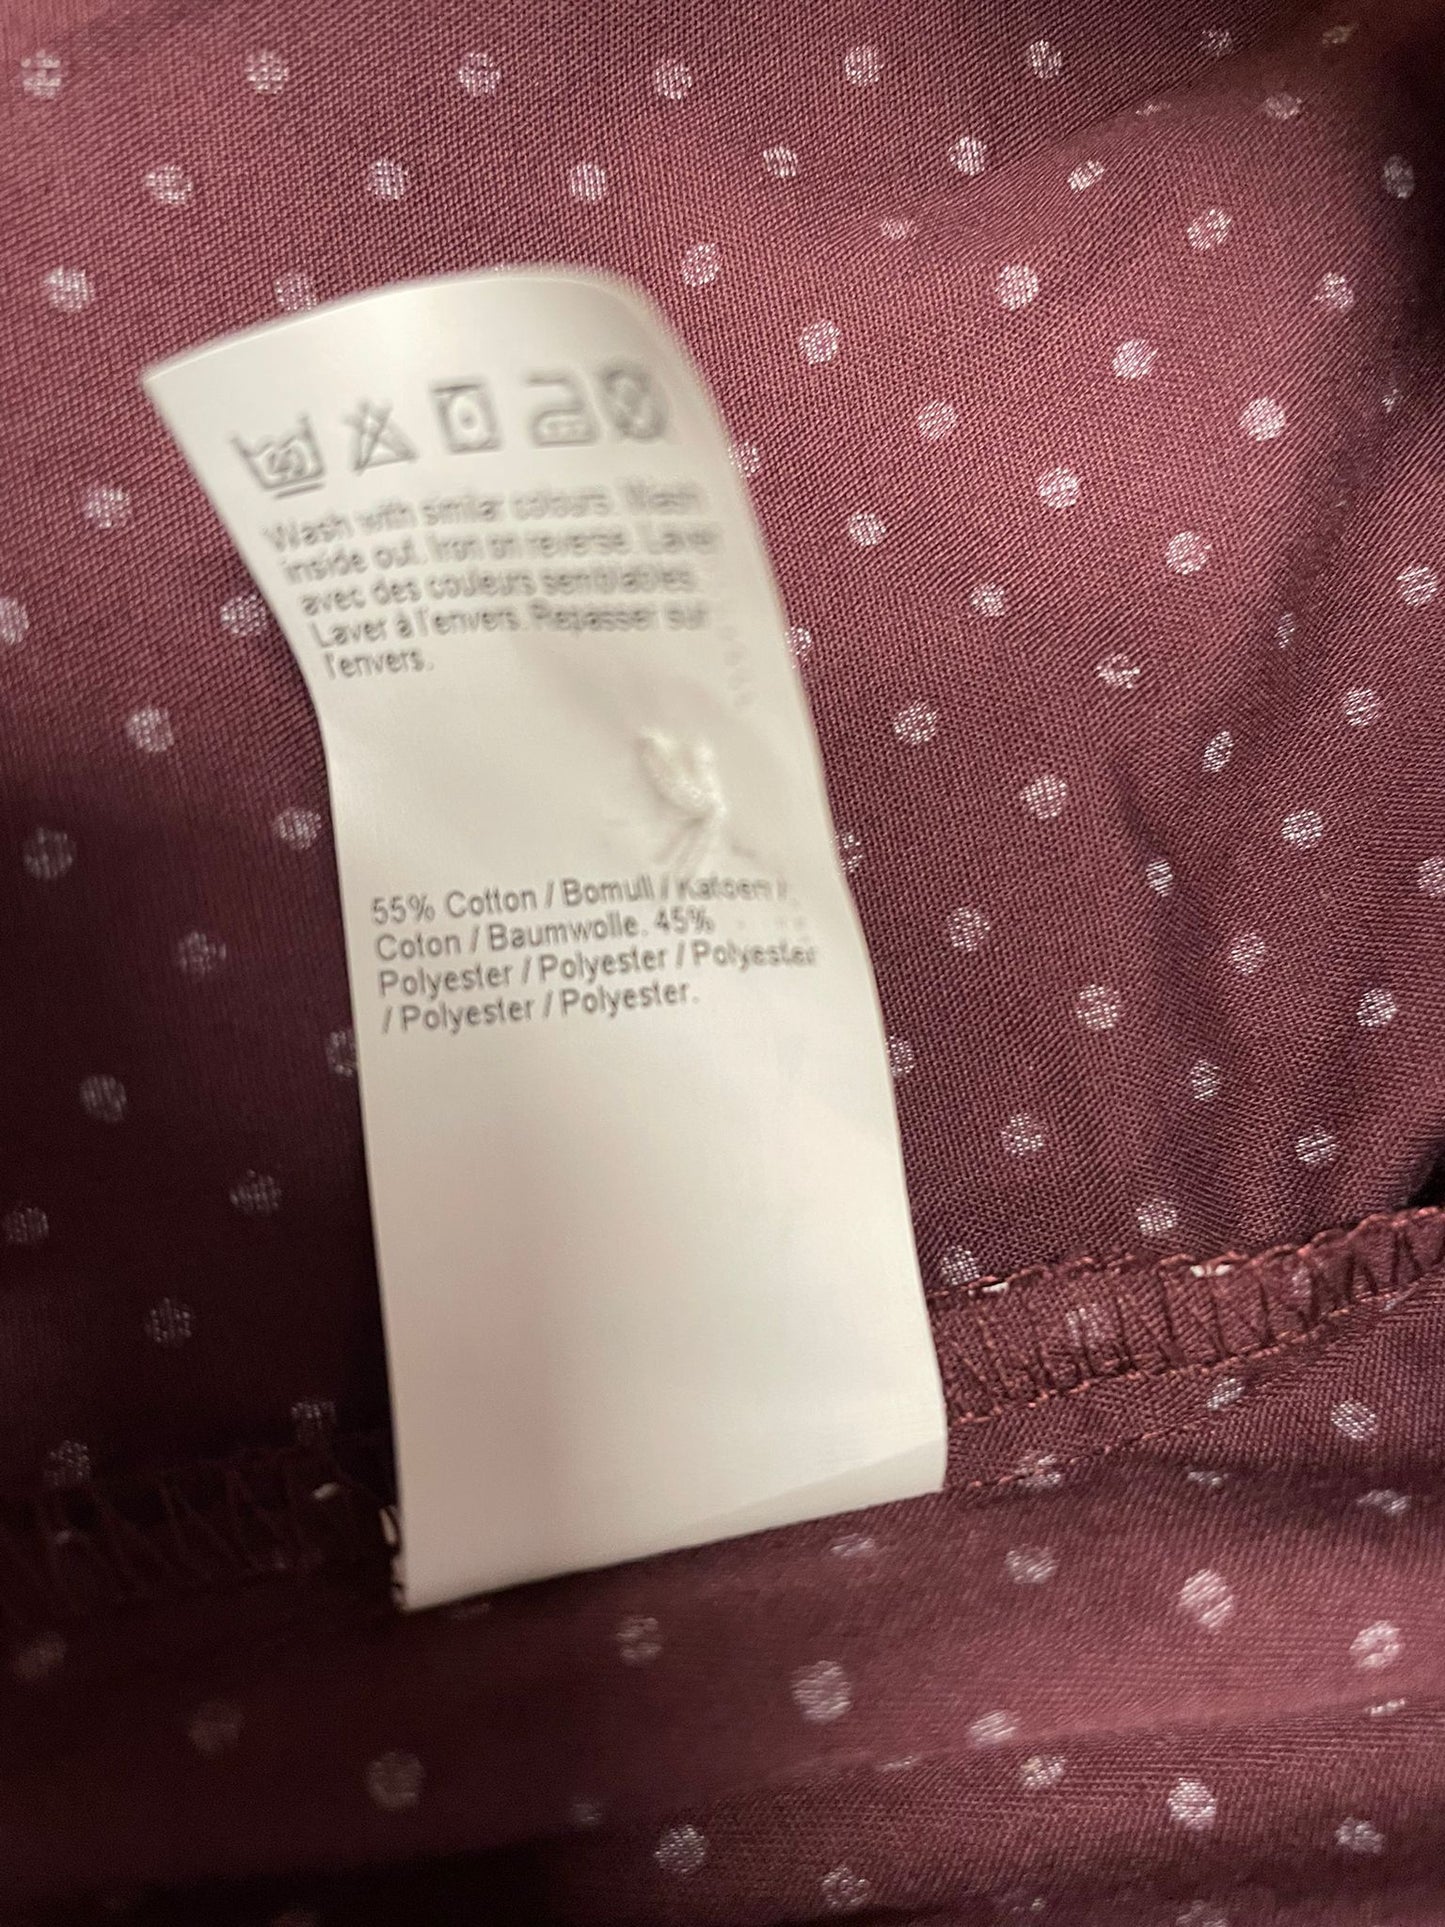 40
Wash with similar colours. Wash
inside out. Iron on reverse. Laver
avec des couleurs semblables.
Laver à l'envers. Repasser sur
l'envers.
55% Cotton / Bomull / Katoen /
Coton / Baumwolle. 45%
Polyester / Polyester / Polyester
/ Polyester / Polyester.